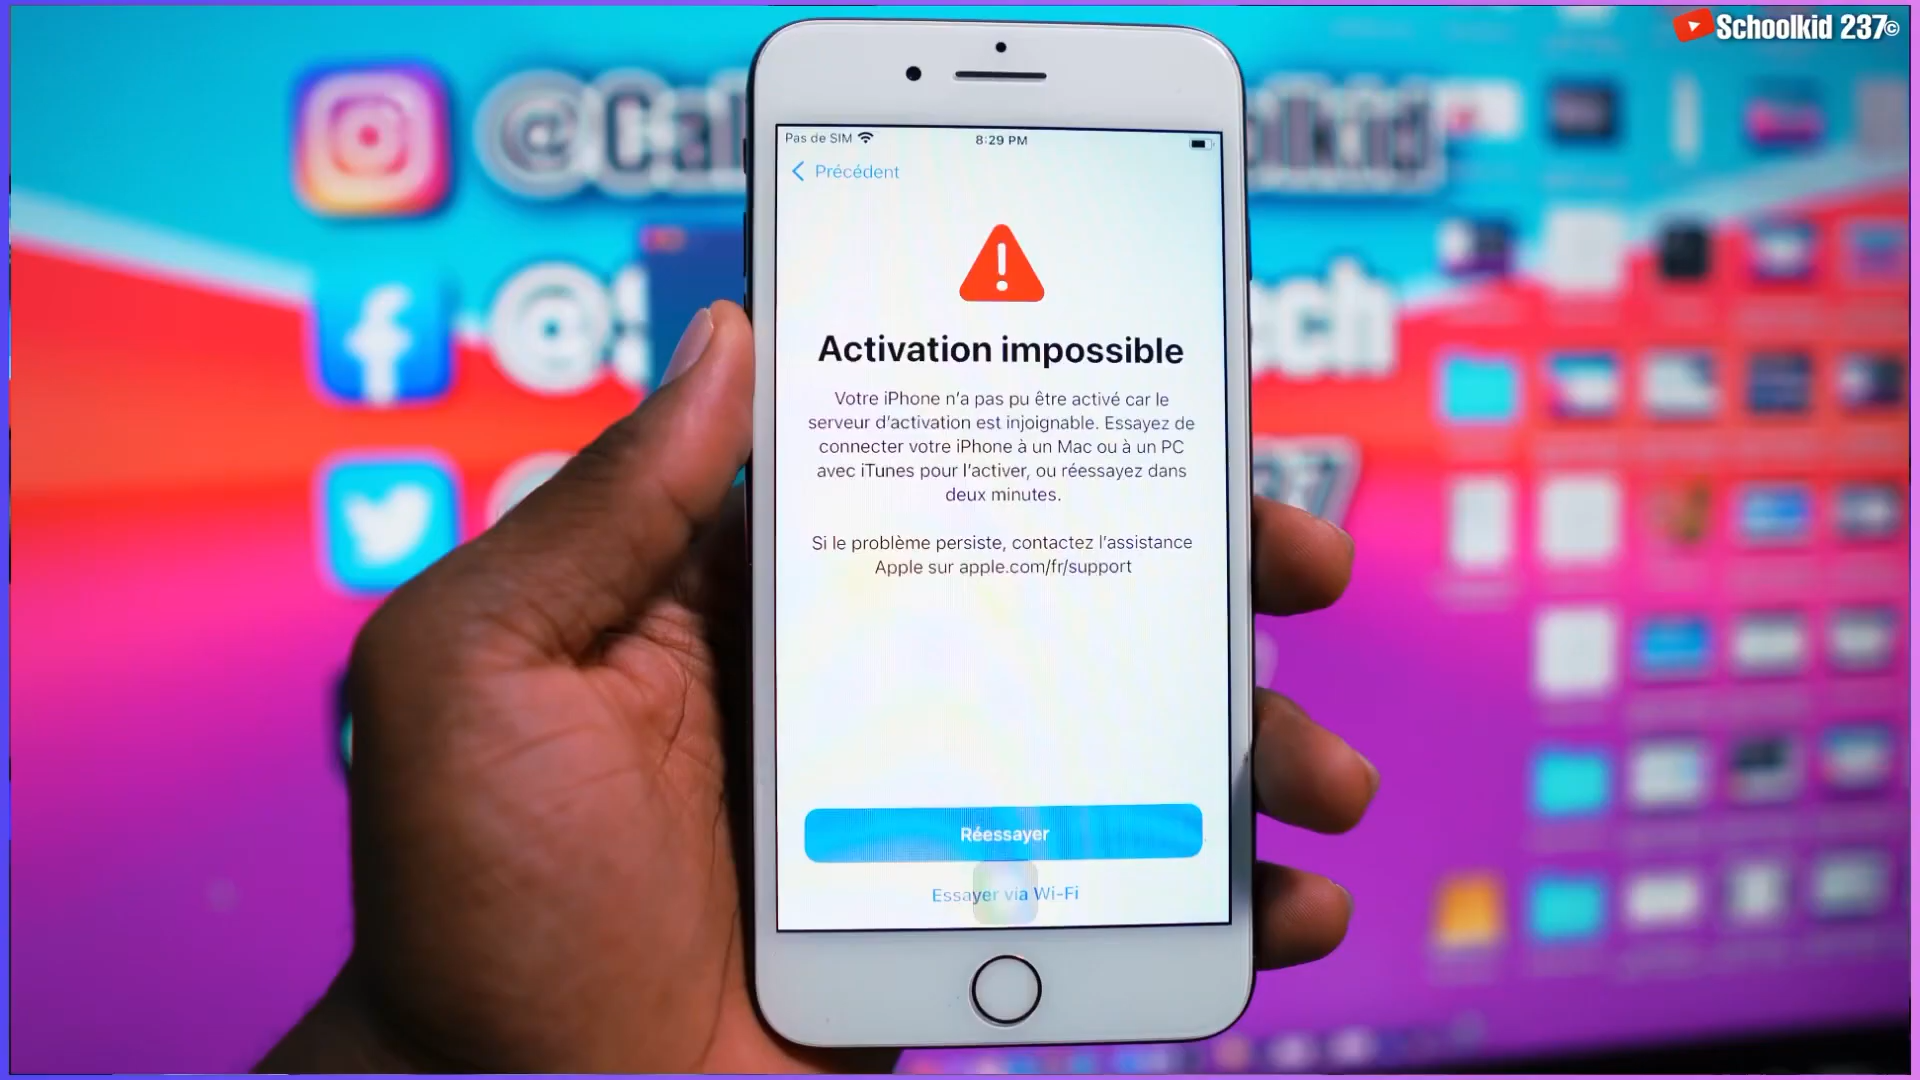 Schoolkid 237©
Pas de SIM
8:29 PM
Précédent
Activation impossible
Votre iPhone n'a pas pu être activé car le
serveur d'activation est injoignable. Essayez de
connecter votre iPhone à un Mac ou à un PC
avec iTunes pour l'activer, ou réessayez dans
deux minutes.
Si le problème persiste, contactez l'assistance
Apple sur apple.com/fr/support
Réessayer
Essayer via Wi-Fi